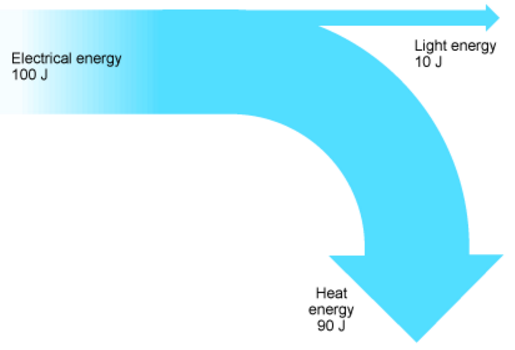 Electrical energy
100 J
Light energy
10 J
Heat
energy
90 J